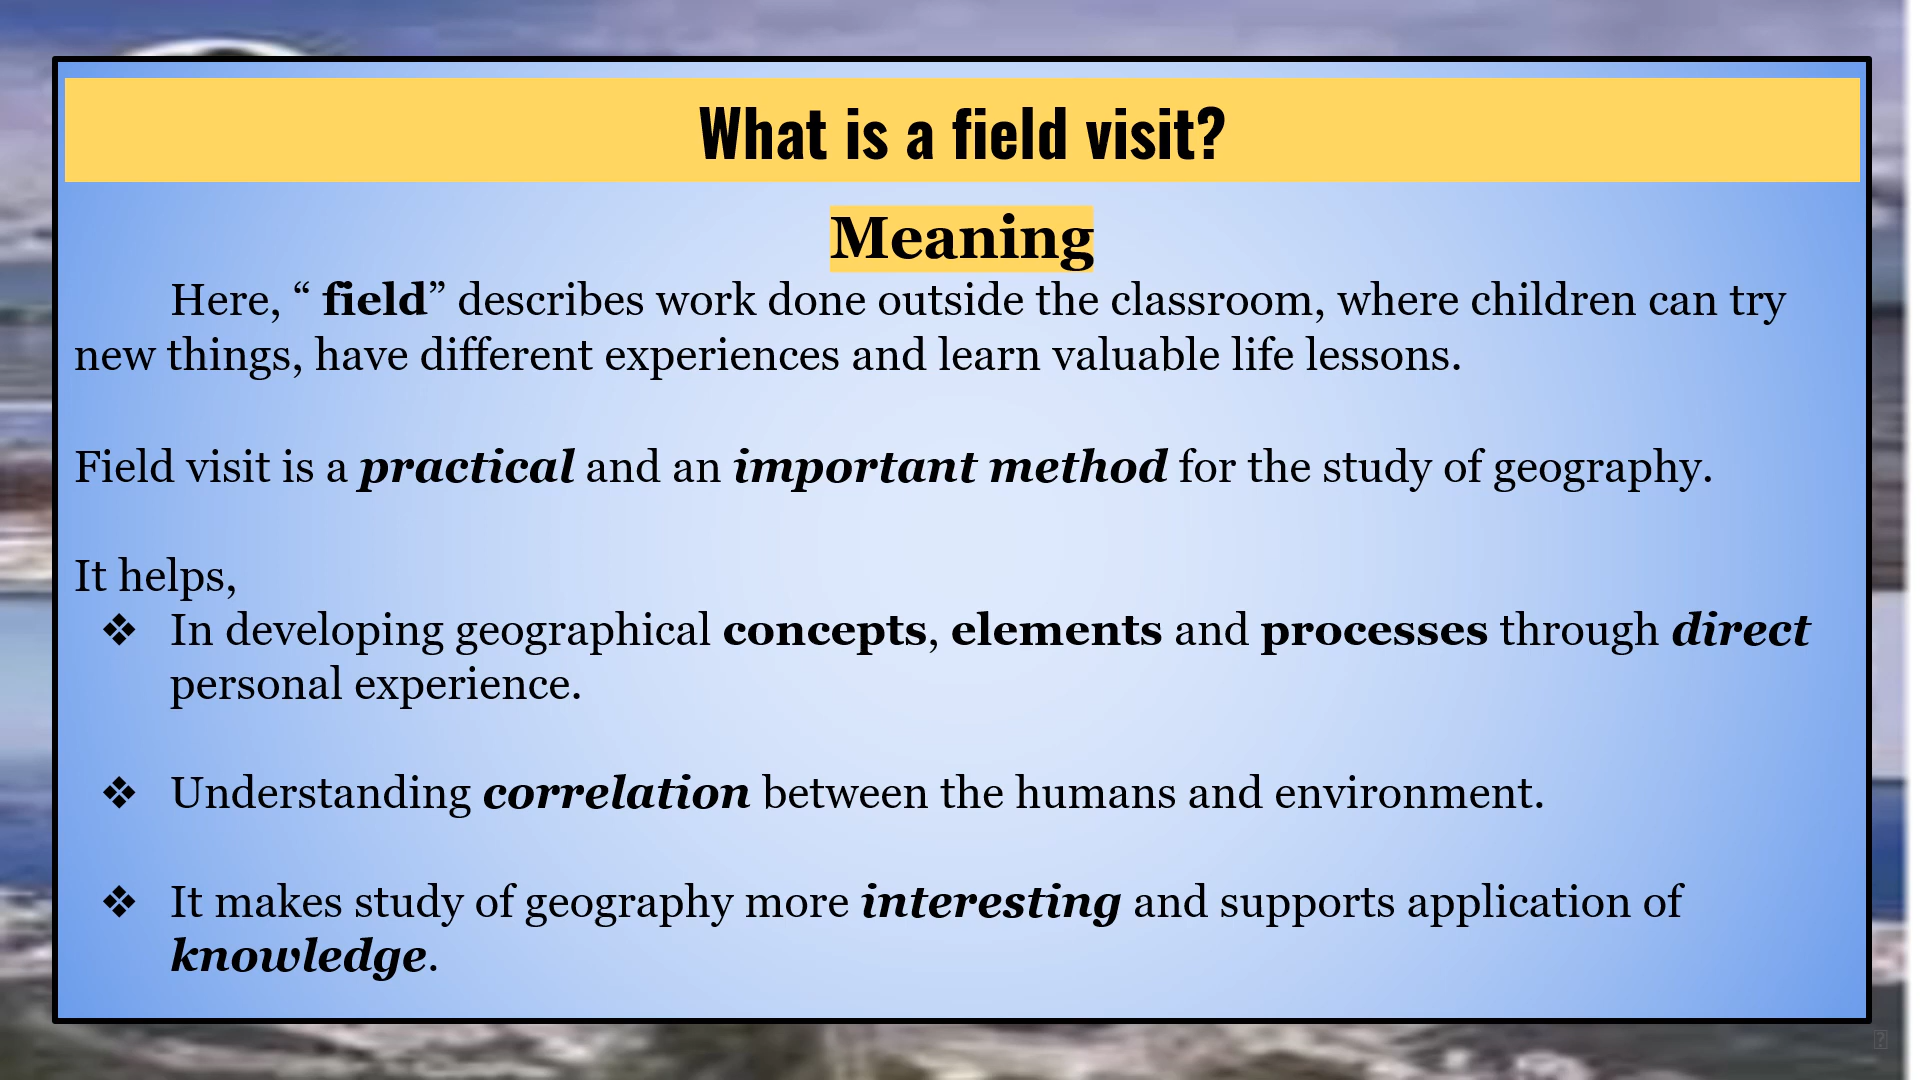 What is a field visit?
Meaning
Here, “ field” describes work done outside the classroom, where children can try
new things, have different experiences and learn valuable life lessons.
Field visit is a practical and an important method for the study of geography.
It helps,
❖ In developing geographical concepts, elements and processes through direct
personal experience.
❖ Understanding correlation between the humans and environment.
❖ It makes study of geography more interesting and supports application of
knowledge.